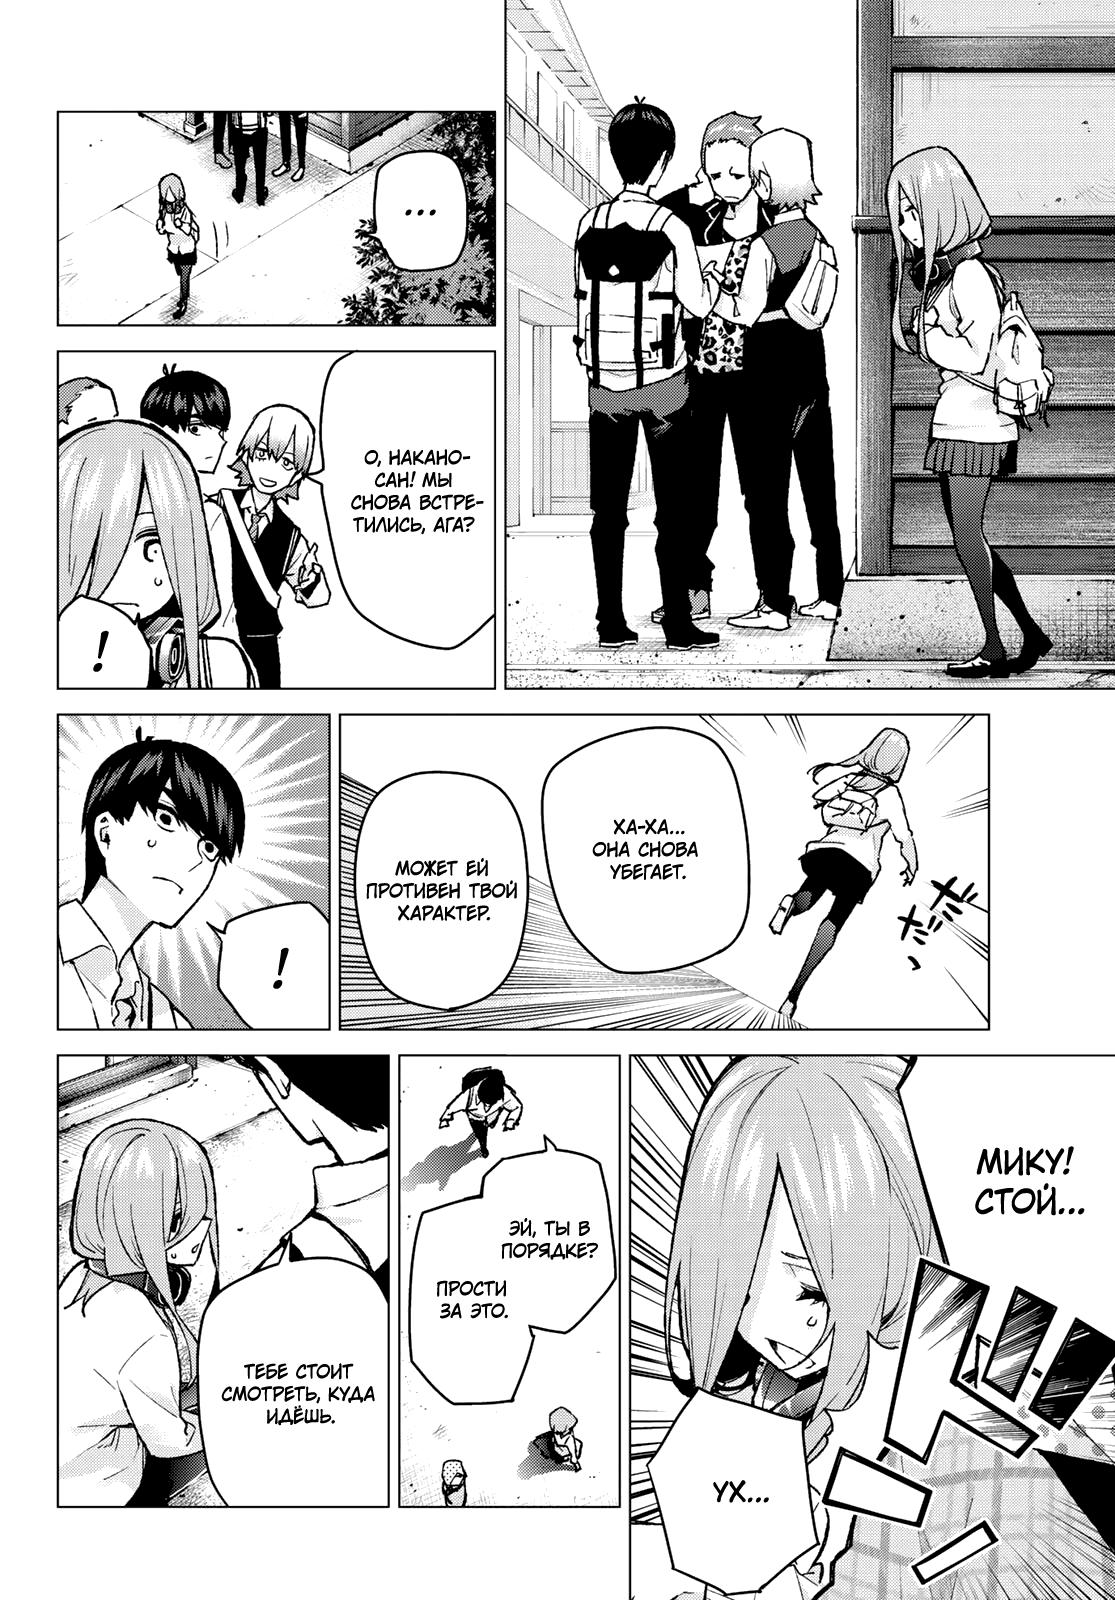 ...
О, НАКАНО-
САН! МЫ
СНОВА ВСТРЕ-
ТИЛИСЬ, АГА?
!
ХА-ХА...
ОНА СНОВА
УБЕГАЕТ.
МОЖЕТ ЕЙ
ПРОТИВЕН ТВОЙ
ХАРАКТЕР.
!
МИКУ!
СТОЙ...
УХ...
ЭЙ, ТЫ В
ПОРЯДКЕ?
ПРОСТИ
ЗА ЭТО.
ТЕБЕ СТОИТ
СМОТРЕТЬ, КУДА
ИДЁШЬ.